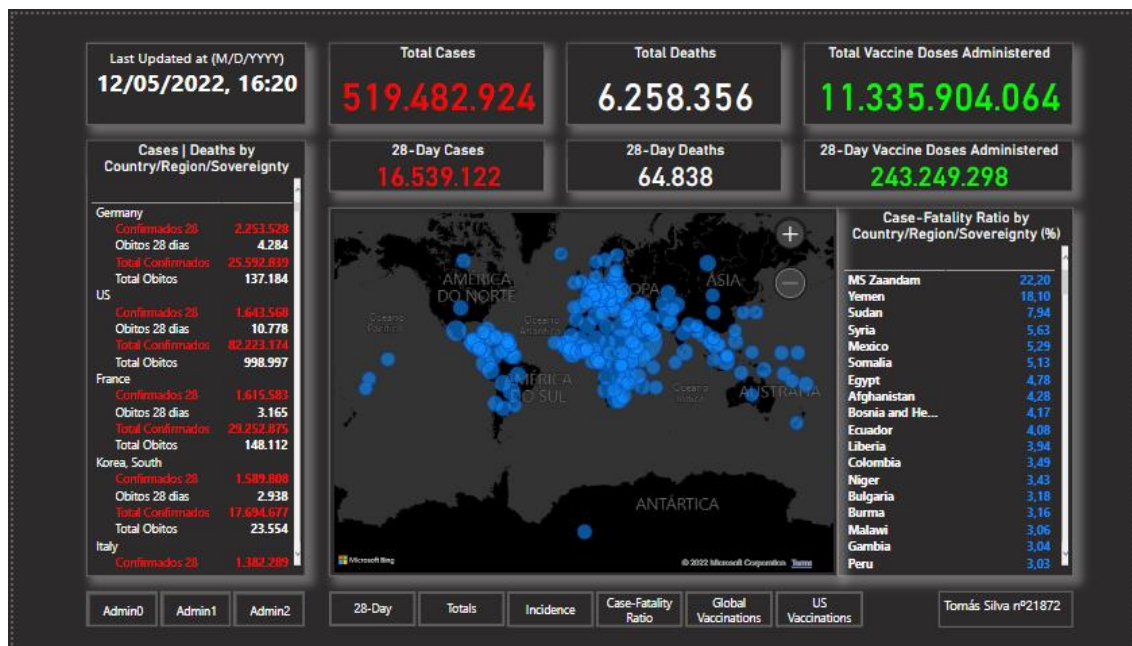 Last Updated at (M/D/YYYY)
12/05/2022, 16:20
Total Cases
519.482.924
Total Deaths
6.258.356
Total Vaccine Doses Administered
11.335.904.064
28-Day Cases
16.539.122
28-Day Deaths
64.838
28-Day Vaccine Doses Administered
243.249.298
Cases | Deaths by
Country/Region/Sovereignty
Germany
Confirmados 28 2.253.528
Obitos 28 dias 4.284
Total Confirmados 25.592.839
Total Obitos 137.184
US
Confirmados 28 1.643.568
Obitos 28 dias 10.778
Total Confirmados 82.223.174
Total Obitos 998.997
France
Confirmados 28 1.615.583
Obitos 28 dias 3.165
Total Confirmados 29.252.875
Total Obitos 148.112
Korea, South
Confirmados 28 1.589.808
Obitos 28 dias 2.938
Total Confirmados 17.694.677
Total Obitos 23.554
Italy
Confirmados 28 1.382.289
AMÉRICA
DO NORTE
OPA
ÁSIA
Oceano
Pacífico
Oceano
Atlântico
AMÉRICA
DO SUL
Oceano
Índico
AUSTRÁLIA
ANTÁRTICA
Microsoft Bing
© 2022 Microsoft Corporation Terms
Case-Fatality Ratio by
Country/Region/Sovereignty (%)
MS Zaandam 22,20
Yemen 18,10
Sudan 7,94
Syria 5,63
Mexico 5,29
Somalia 5,13
Egypt 4,78
Afghanistan 4,28
Bosnia and He... 4,17
Ecuador 4,08
Liberia 3,94
Colombia 3,49
Niger 3,43
Bulgaria 3,18
Burma 3,16
Malawi 3,06
Gambia 3,04
Peru 3,03
Admin0 Admin1 Admin2
28-Day
Totals
Incidence
Case-Fatality
Ratio
Global
Vaccinations
US
Vaccinations
Tomás Silva nº21872